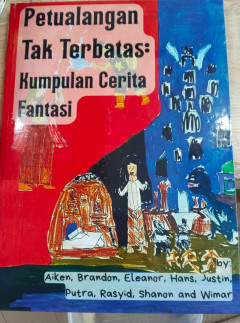 Petualangan
Tak Terbatas:
Kumpulan Cerita
Fantasi
by:
Aiken, Brandon, Eleanor, Hans, Justin,
Putra, Rasyid, Shanon and Wimar